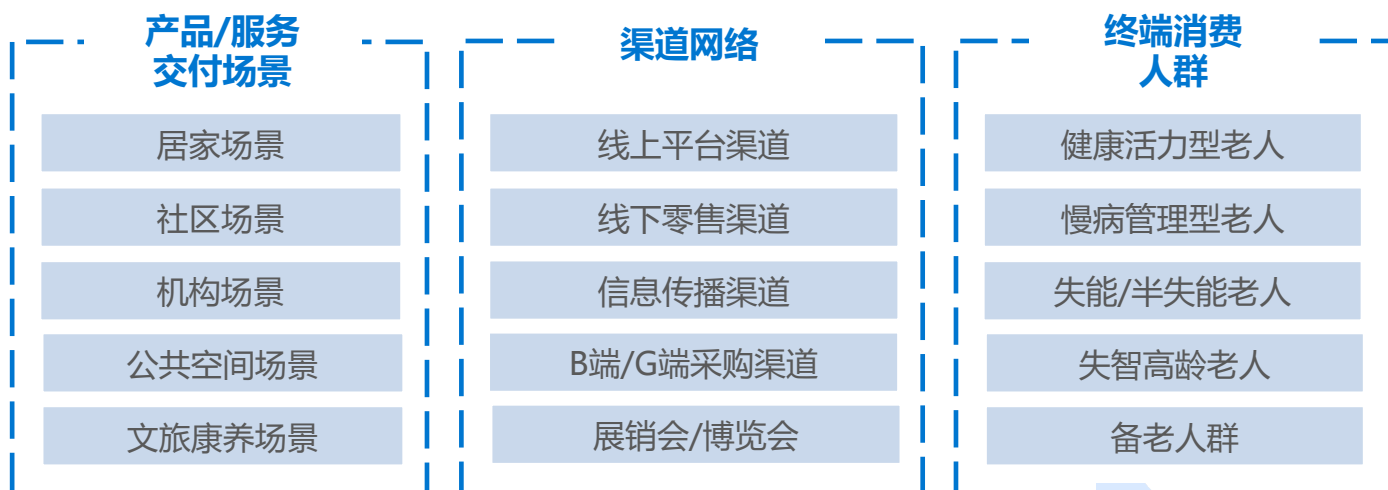 产品/服务
交付场景
居家场景
社区场景
机构场景
公共空间场景
文旅康养场景
渠道网络
线上平台渠道
线下零售渠道
信息传播渠道
B端/G端采购渠道
展销会/博览会
终端消费
人群
健康活力型老人
慢病管理型老人
失能/半失能老人
失智高龄老人
备老人群